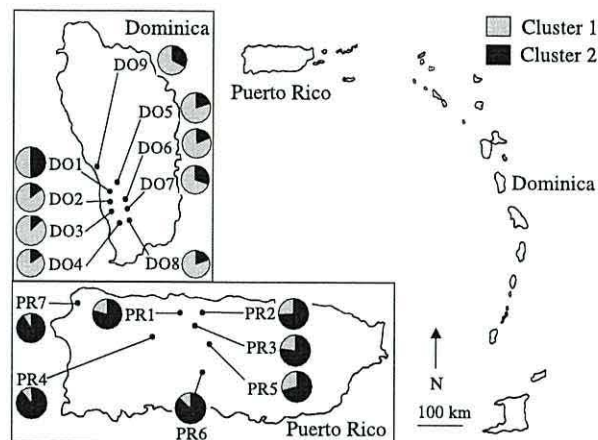 Dominica
DO9
DO5
DO6
DO1
DO7
DO2
DO3
DO4
DO8
Puerto Rico
Cluster 1
Cluster 2
Dominica
PR7
PR1
PR2
PR3
PR4
PR5
PR6
Puerto Rico
N
100 km